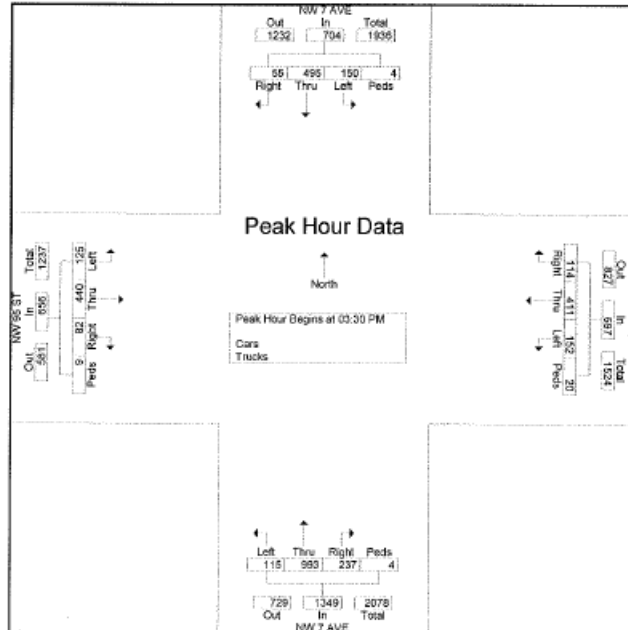 NW 7 AVE
Out In Total
1232 704 1936
55 495 150 4
Right Thru Left Peds
Peak Hour Data
North
Peak Hour Begins at 03:30 PM
Cars
Trucks
NW 95 ST
Out In Total
581 656 1237
9 82 440 125
Peds Right Thru Left
Right Thru Left Peds
114 411 152 20
Out In Total
827 697 1524
Left Thru Right Peds
115 993 237 4
729 1349 2078
Out In Total
NW 7 AVE